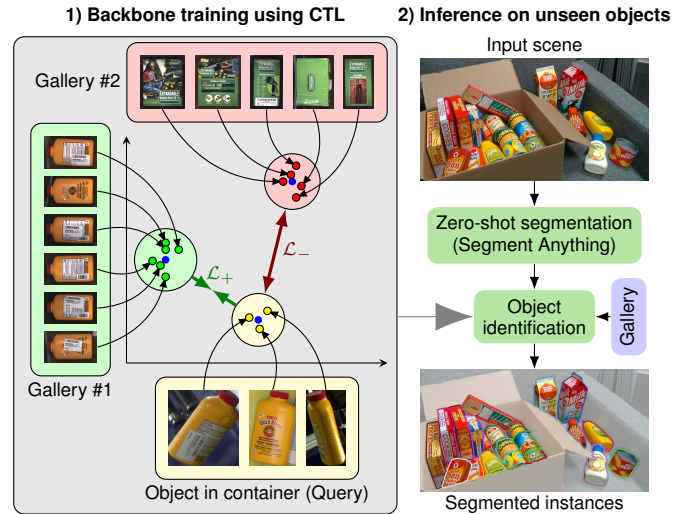 1) Backbone training using CTL
2) Inference on unseen objects
Gallery #2
Input scene
Zero-shot segmentation
(Segment Anything)
ℒ₊
ℒ₋
Object
identification
Gallery
Gallery #1
Object in container (Query)
Segmented instances